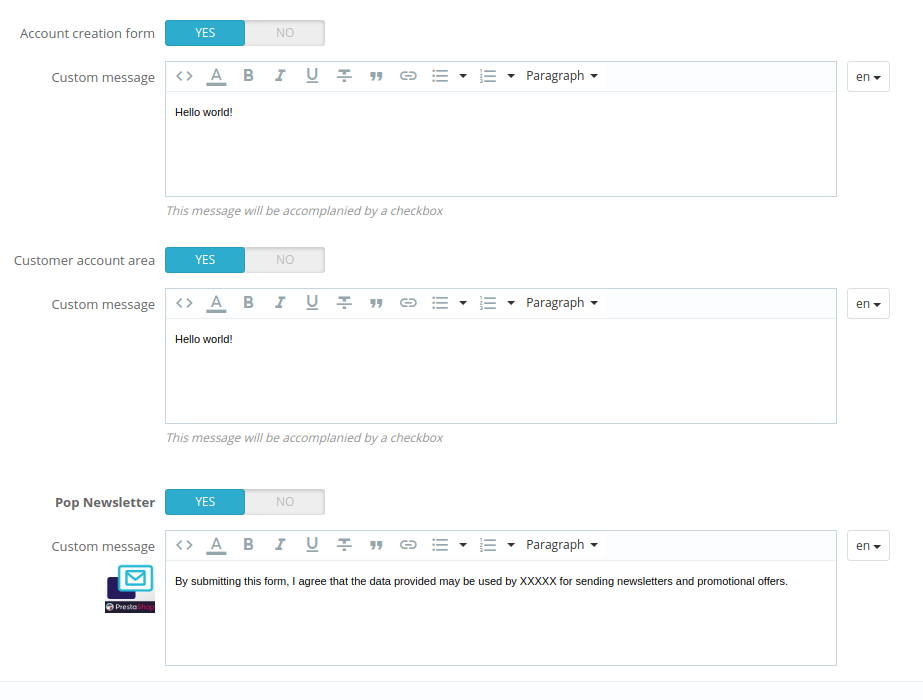 Account creation form YES NO
Custom message A B I U Paragraph en
Hello world!
This message will be accomplanied by a checkbox
Customer account area YES NO
Custom message A B I U Paragraph en
Hello world!
This message will be accomplanied by a checkbox
Pop Newsletter YES NO
Custom message A B I U Paragraph en
By submitting this form, I agree that the data provided may be used by XXXXX for sending newsletters and promotional offers.
PrestaShop